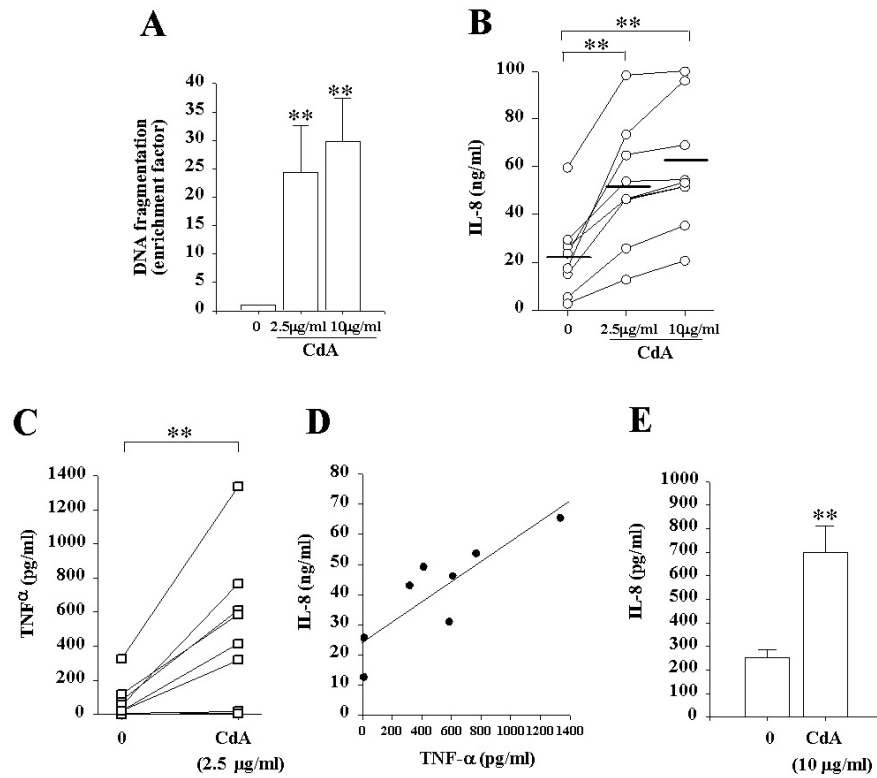 A
DNA fragmentation
(enrichment factor)
40
35
30
25
20
15
10
5
0
**
**
0 2.5µg/ml 10µg/ml
CdA
B
**
**
IL-8 (ng/ml)
100
80
60
40
20
0
0 2.5µg/ml 10µg/ml
CdA
C
**
TNFα (pg/ml)
1400
1200
1000
800
600
400
200
0
0 CdA
(2.5 µg/ml)
D
IL-8 (ng/ml)
80
70
60
50
40
30
20
10
0
0 200 400 600 800 1000 1200 1400
TNF-α (pg/ml)
E
IL-8 (pg/ml)
1000
900
800
700
600
500
400
300
200
100
0
**
0 CdA
(10 µg/ml)